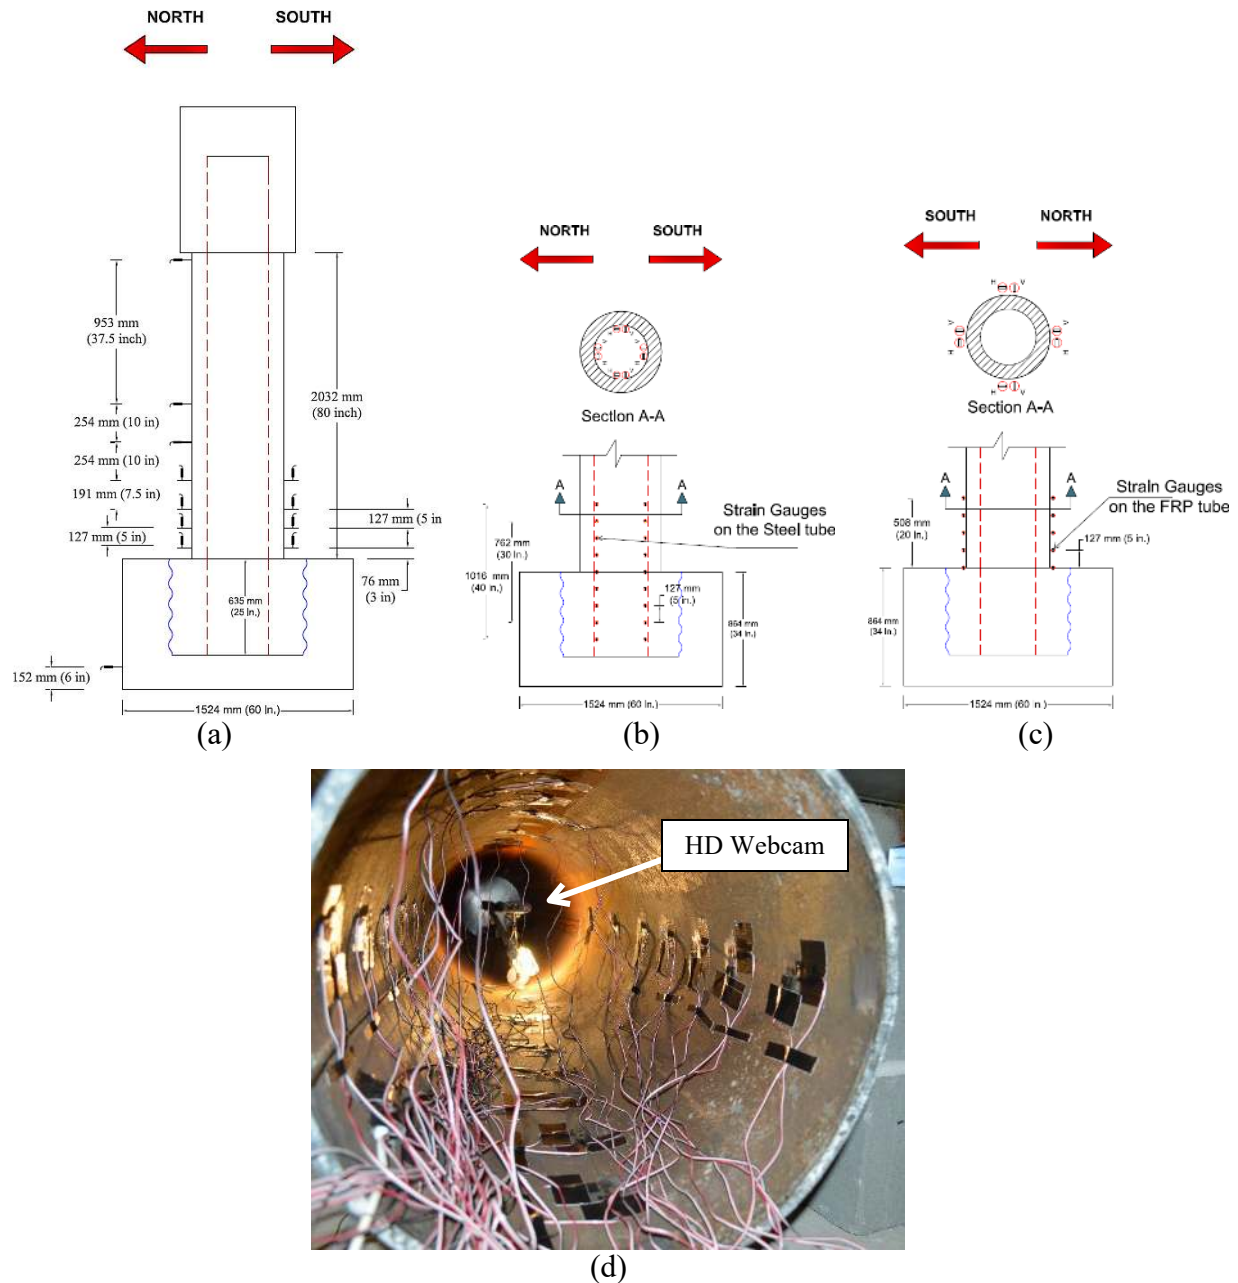 NORTH SOUTH
953 mm
(37.5 inch)
254 mm (10 in)
254 mm (10 in)
191 mm (7.5 in)
127 mm (5 in)
2032 mm
(80 inch)
127 mm (5 in
76 mm
(3 in)
635 mm
(25 in.)
152 mm (6 in)
1524 mm (60 in.)
(a)
NORTH SOUTH
H V
Section A-A
A A
Strain Gauges
on the Steel tube
762 mm
(30 in.)
1016 mm
(40 in.)
127 mm
(5 in.)
864 mm
(34 in.)
1524 mm (60 in.)
(b)
SOUTH NORTH
H V
V V
H H
H V
Section A-A
A A
Strain Gauges
on the FRP tube
508 mm
(20 in.)
127 mm (5 in.)
864 mm
(34 in.)
1524 mm (60 in )
(c)
HD Webcam
(d)